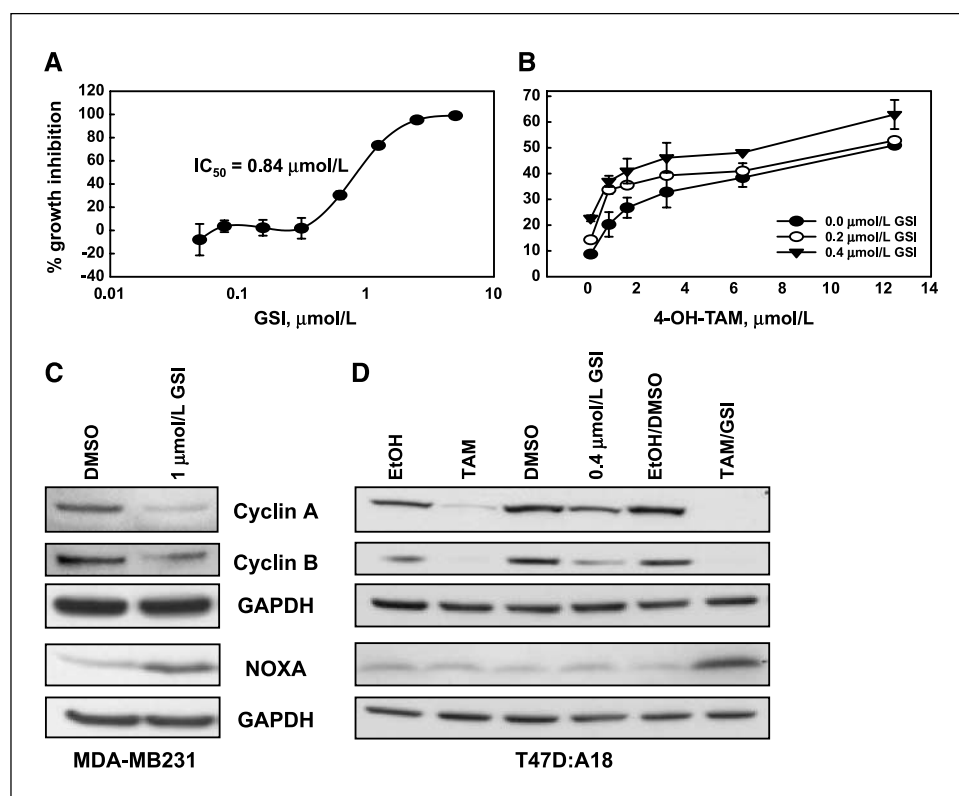 A
B
120
100
80
60
40
20
0
-20
-40
% growth inhibition
IC50 = 0.84 μmol/L
0.01
0.1
1
10
GSI, μmol/L
70
60
50
40
30
20
10
0
0.0 μmol/L GSI
0.2 μmol/L GSI
0.4 μmol/L GSI
0
2
4
6
8
10
12
14
4-OH-TAM, μmol/L
C
D
DMSO
1 μmol/L GSI
EtOH
TAM
DMSO
0.4 μmol/L GSI
EtOH/DMSO
TAM/GSI
Cyclin A
Cyclin B
GAPDH
NOXA
GAPDH
MDA-MB231
T47D:A18